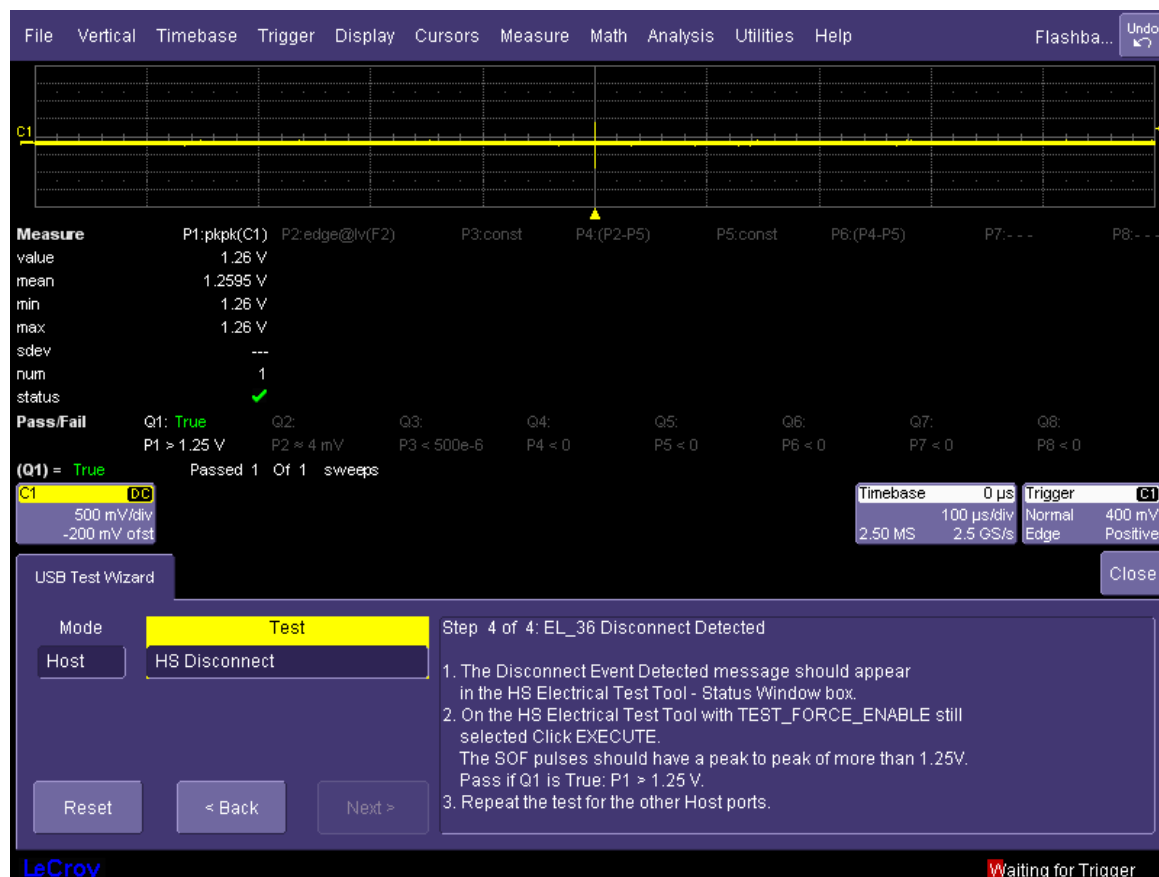 File Vertical Timebase Trigger Display Cursors Measure Math Analysis Utilities Help Flashba... Undo
C1
Measure P1:pkpk(C1) P2:edge@lv(F2) P3:const P4:(P2-P5) P5:const P6:(P4-P5) P7:- - - P8:- - -
value 1.26 V
mean 1.2595 V
min 1.26 V
max 1.26 V
sdev ---
num 1
status ✓
Pass/Fail Q1: True Q2: Q3: Q4: Q5: Q6: Q7: Q8:
P1 > 1.25 V P2 ≈ 4 mV P3 < 500e-6 P4 < 0 P5 < 0 P6 < 0 P7 < 0 P8 < 0
(Q1) = True Passed 1 Of 1 sweeps
C1 DC
500 mV/div
-200 mV ofst
Timebase 0 µs
100 µs/div
2.50 MS 2.5 GS/s
Trigger C1
Normal 400 mV
Edge Positive
USB Test Wizard
Close
Mode Test
Host HS Disconnect
Step 4 of 4: EL_36 Disconnect Detected
1. The Disconnect Event Detected message should appear
in the HS Electrical Test Tool - Status Window box.
2. On the HS Electrical Test Tool with TEST_FORCE_ENABLE still
selected Click EXECUTE.
The SOF pulses should have a peak to peak of more than 1.25V.
Pass if Q1 is True: P1 > 1.25 V.
3. Repeat the test for the other Host ports.
Reset < Back Next >
LeCroy Waiting for Trigger